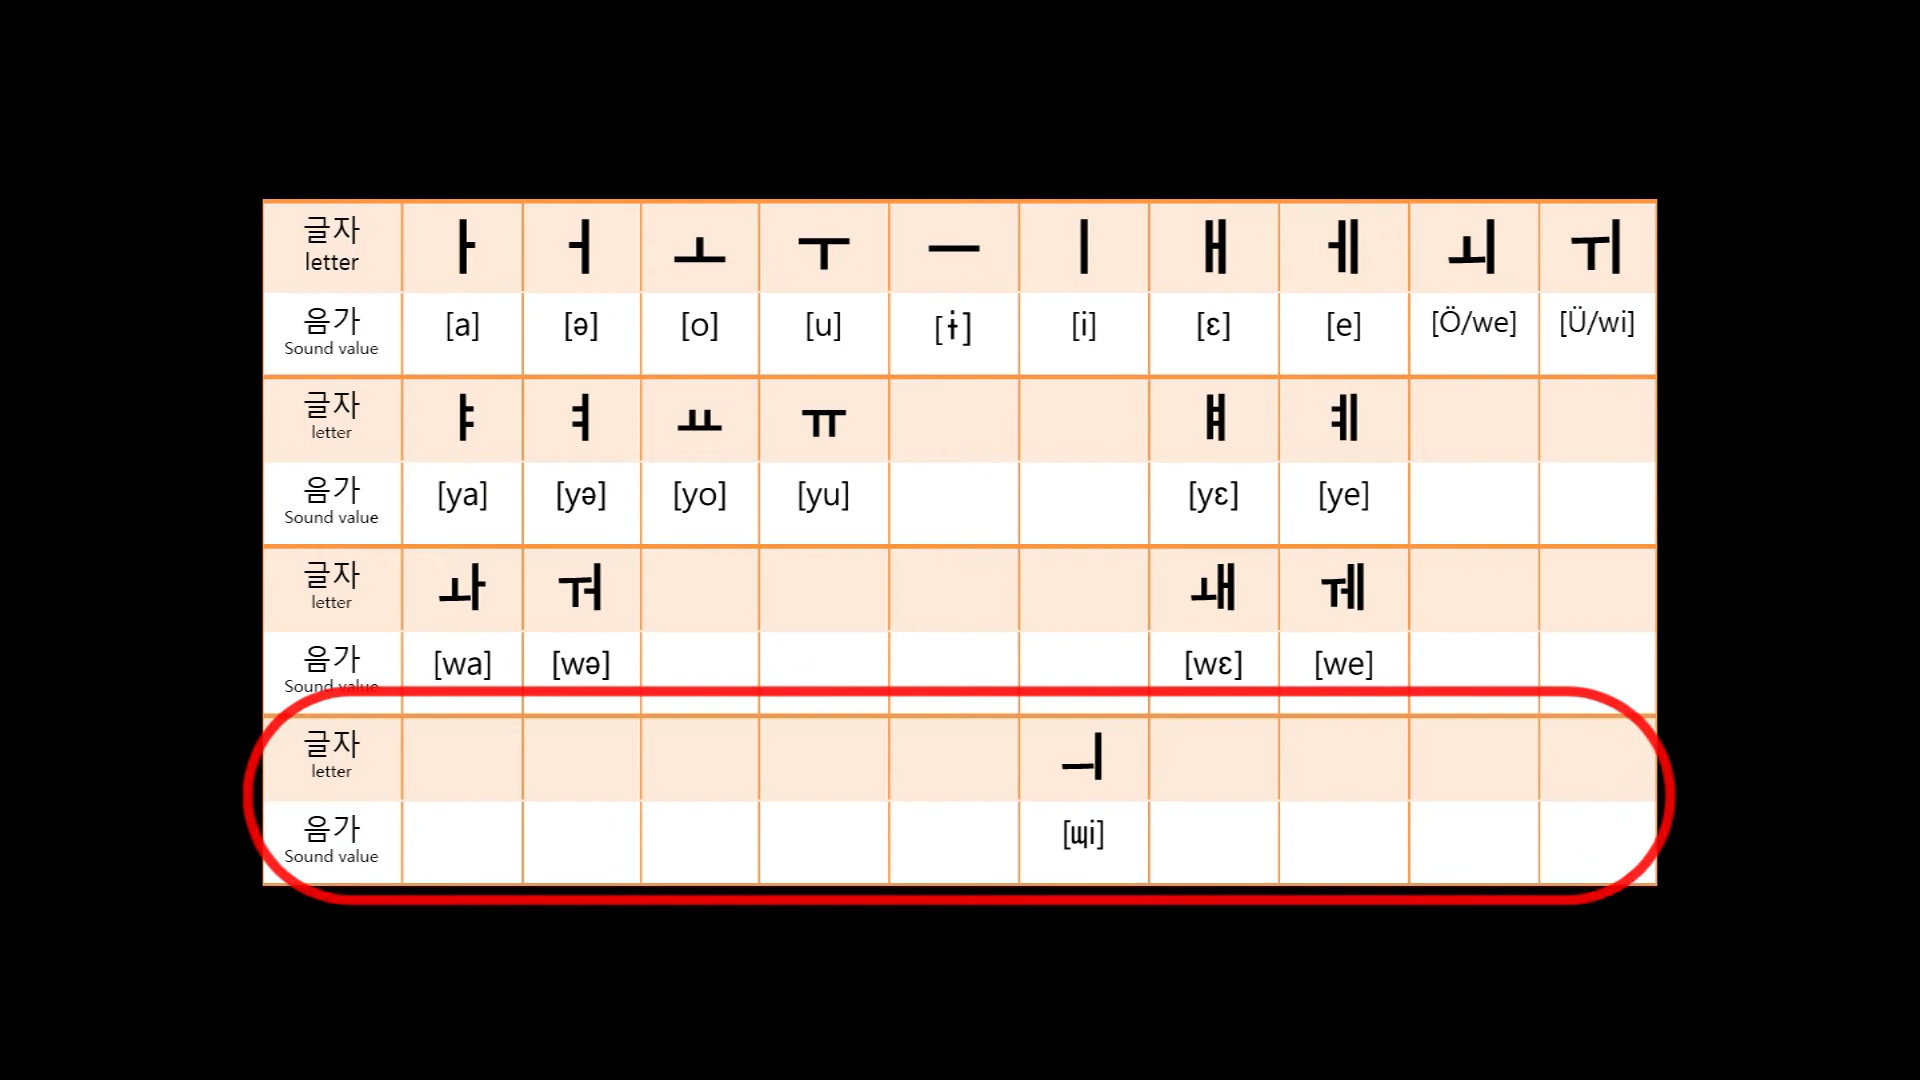 글자 ㅏ ㅓ ㅗ ㅜ ㅡ ㅣ ㅐ ㅔ ㅚ ㅟ
letter
음가 [a] [ə] [o] [u] [ɨ] [i] [ε] [e] [Ö/we] [Ü/wi]
Sound value
글자 ㅑ ㅕ ㅛ ㅠ ㅒ ㅖ
letter
음가 [ya] [yə] [yo] [yu] [yε] [ye]
Sound value
글자 ㅘ ㅝ ㅙ ㅞ
letter
음가 [wa] [wə] [wε] [we]
Sound value
글자 ㅢ
letter
음가 [ɰi]
Sound value